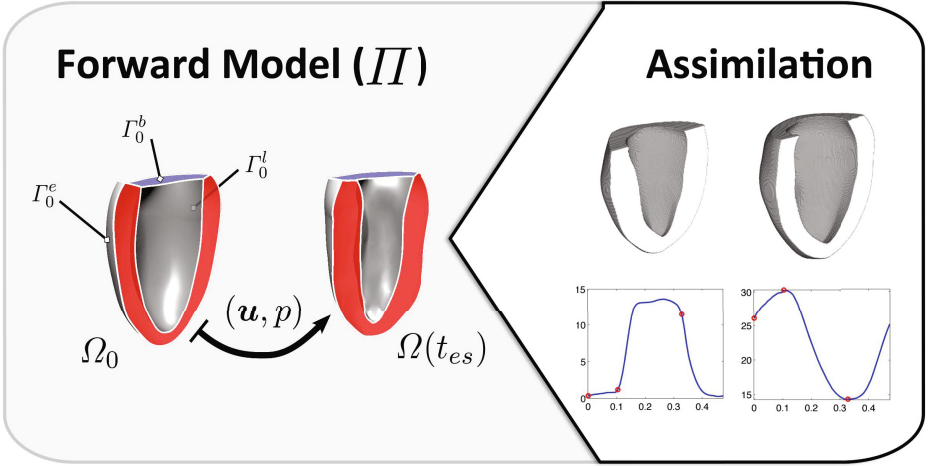 Forward Model (Π)
Γ₀ᵇ
Γ₀ˡ
Γ₀ᵉ
(u, p)
Ω₀
Ω(tₑₛ)
Assimilation
15
10
5
0
0 0.1 0.2 0.3 0.4
30
25
20
15
0 0.1 0.2 0.3 0.4